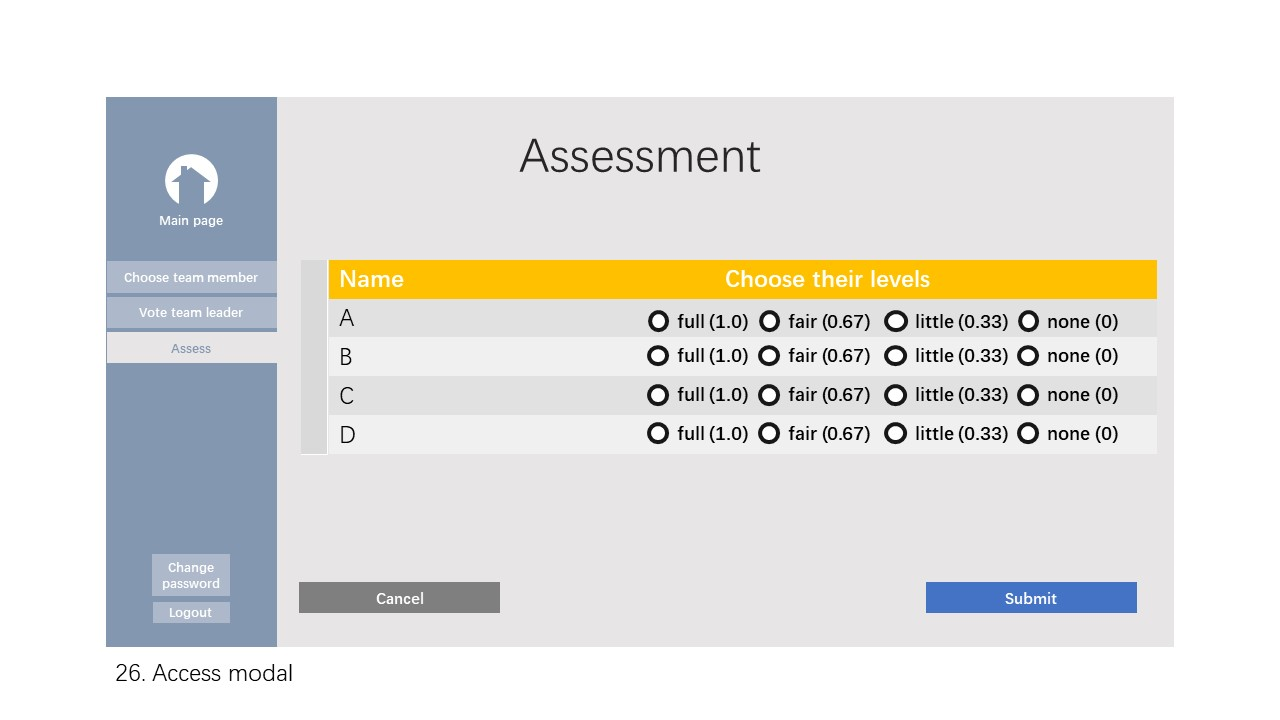 Assessment
Main page
Choose team member
Vote team leader
Assess
Name Choose their levels
A full (1.0) fair (0.67) little (0.33) none (0)
B full (1.0) fair (0.67) little (0.33) none (0)
C full (1.0) fair (0.67) little (0.33) none (0)
D full (1.0) fair (0.67) little (0.33) none (0)
Change
password
Logout
Cancel Submit
26. Access modal